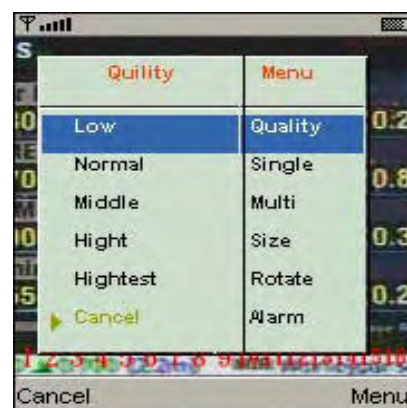 S
Quility Menu
Low Quality
Normal Single
Middle Multi
Hight Size
Hightest Rotate
Cancel Alarm
Cancel Menu